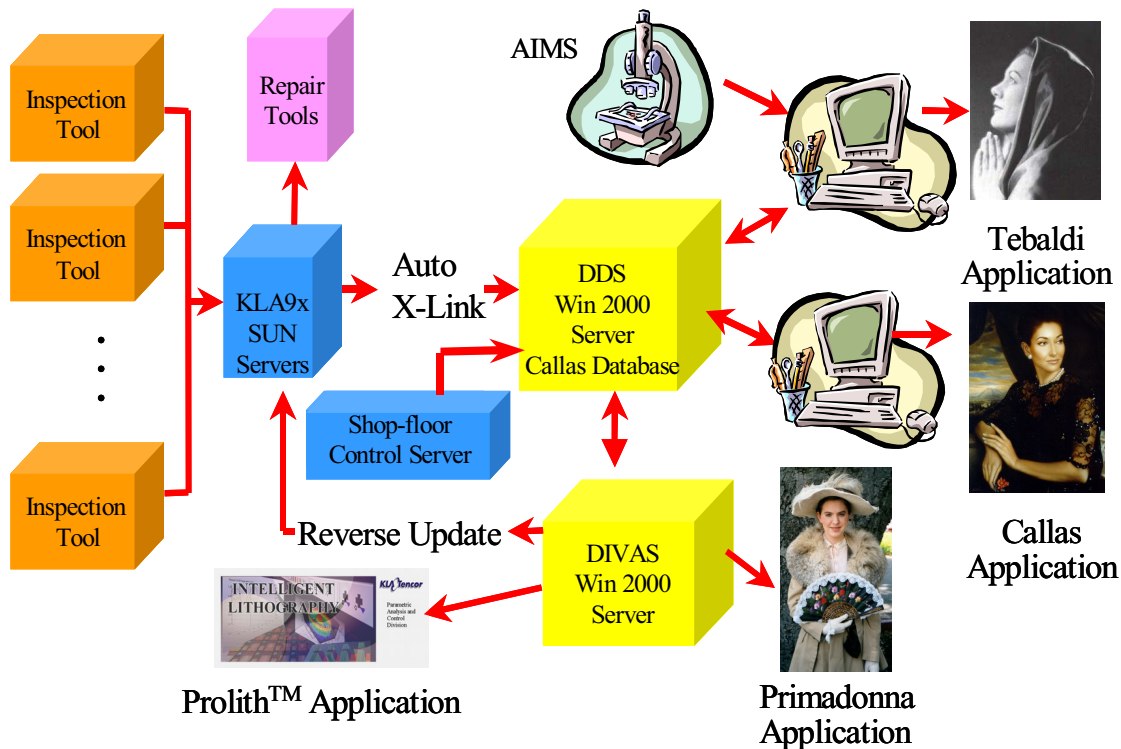 Inspection
Tool
Repair
Tools
AIMS
Inspection
Tool
KLA9x
SUN
Servers
Auto
X-Link
DDS
Win 2000
Server
Callas Database
Tebaldi
Application
Shop-floor
Control Server
Inspection
Tool
Reverse Update
DIVAS
Win 2000
Server
Callas
Application
INTELLIGENT
LITHOGRAPHY
KLA Tencor
Parametric
Analysis and
Control
Division
Prolith™ Application
Primadonna
Application